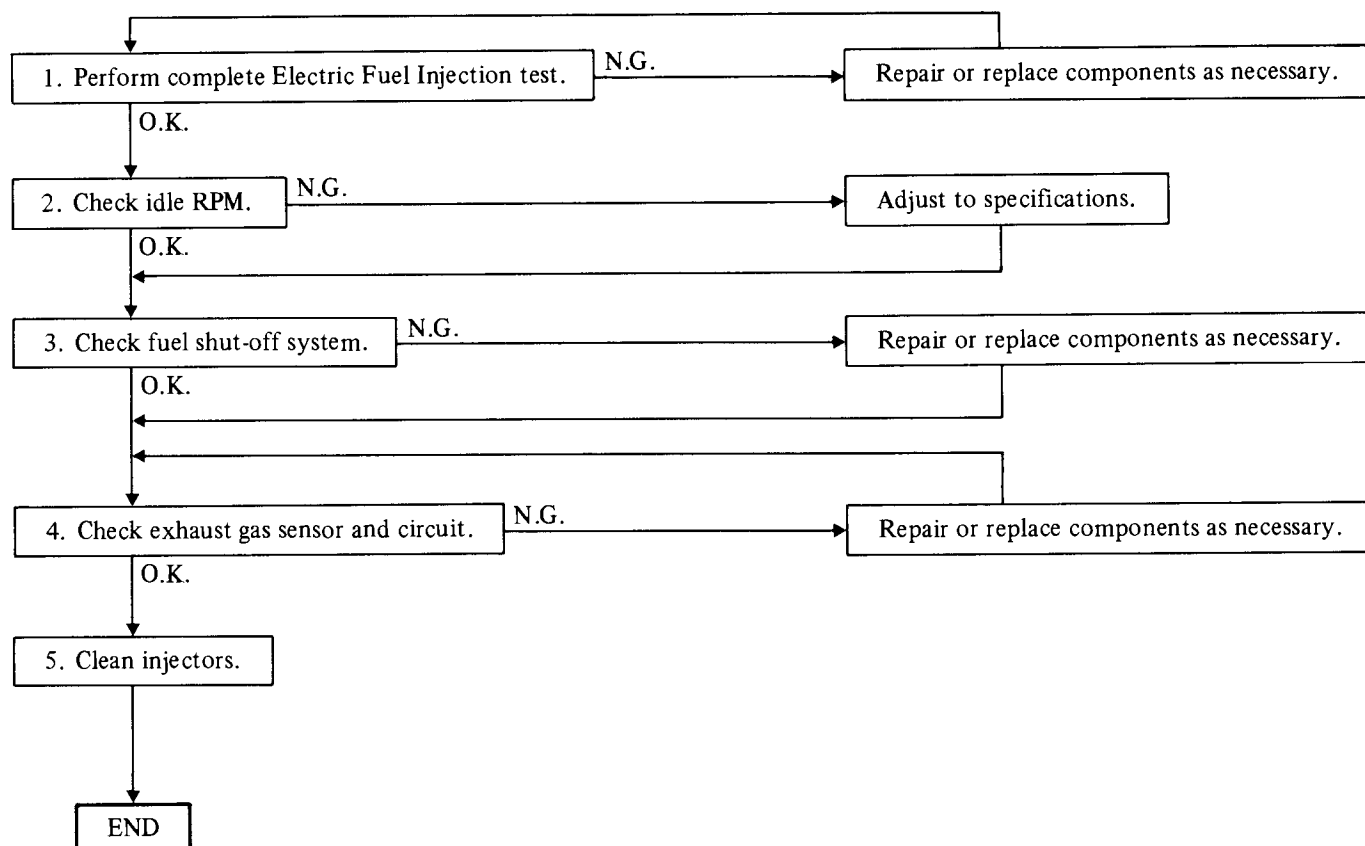 1. Perform complete Electric Fuel Injection test.
N.G.
Repair or replace components as necessary.
O.K.
2. Check idle RPM.
N.G.
Adjust to specifications.
O.K.
3. Check fuel shut-off system.
N.G.
Repair or replace components as necessary.
O.K.
4. Check exhaust gas sensor and circuit.
N.G.
Repair or replace components as necessary.
O.K.
5. Clean injectors.
END